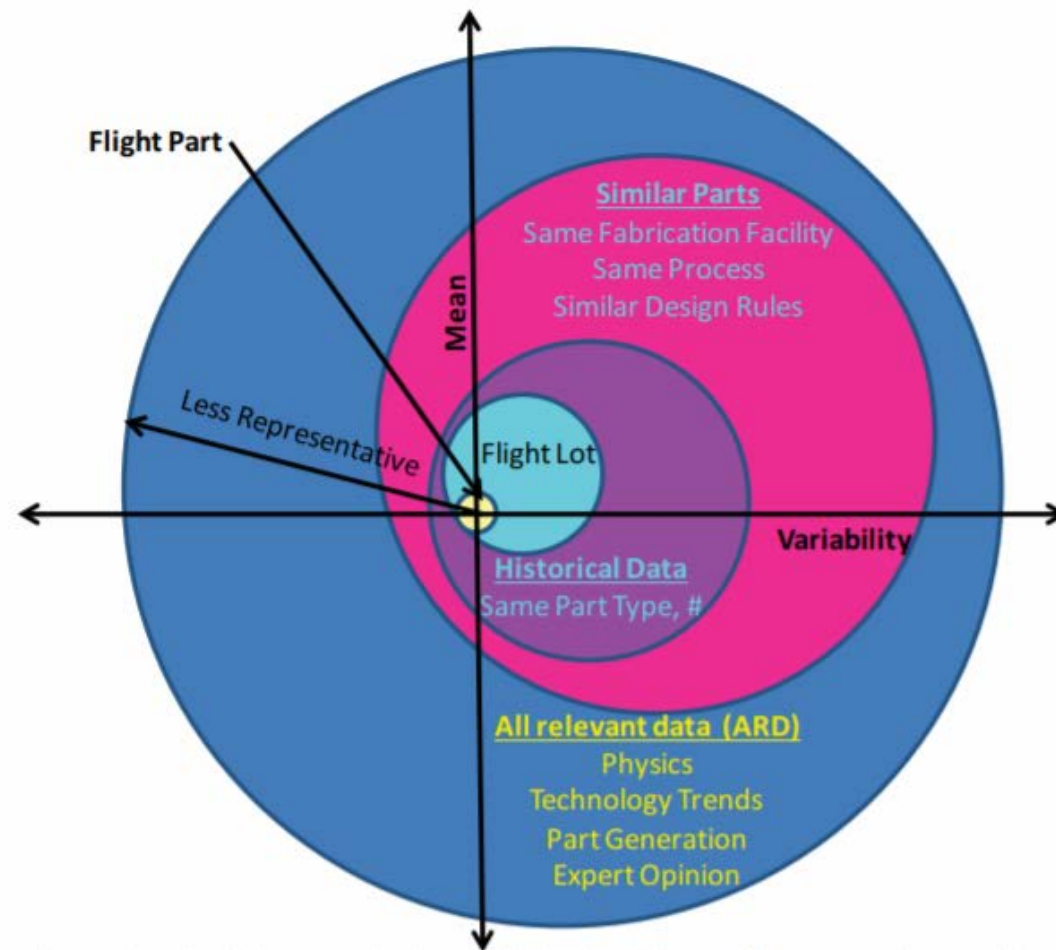 Flight Part
Similar Parts
Same Fabrication Facility
Same Process
Similar Design Rules
Mean
Less Representative
Flight Lot
Variability
Historical Data
Same Part Type, #
All relevant data (ARD)
Physics
Technology Trends
Part Generation
Expert Opinion